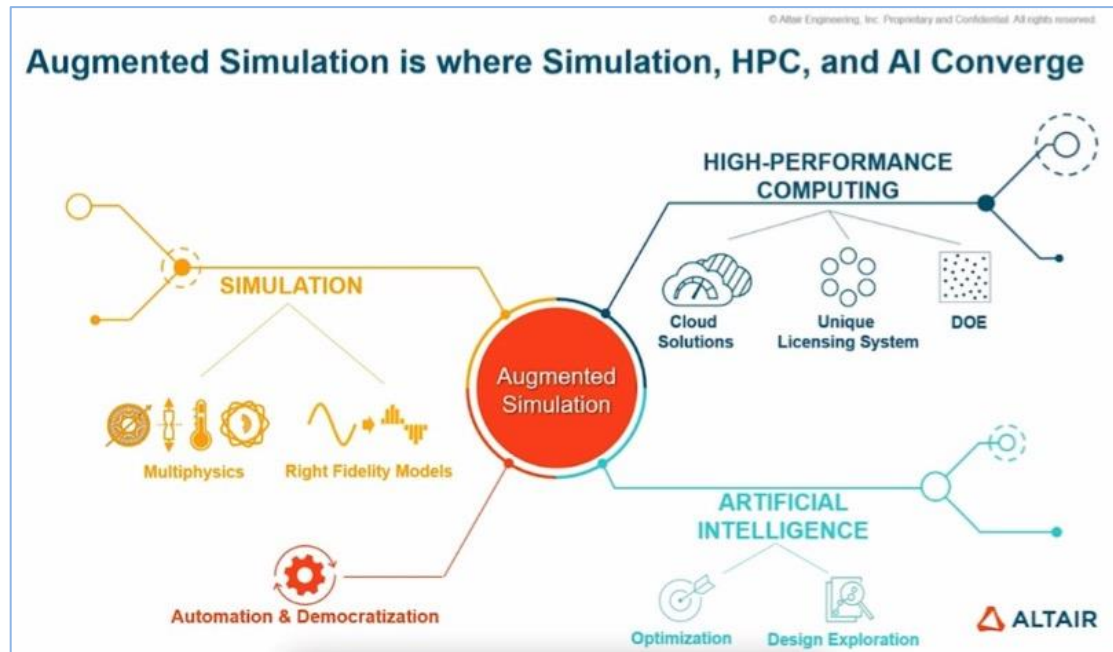 © Altair Engineering, Inc. Proprietary and Confidential. All rights reserved.
Augmented Simulation is where Simulation, HPC, and AI Converge
HIGH-PERFORMANCE
COMPUTING
Cloud
Solutions
Unique
Licensing System
DOE
SIMULATION
Multiphysics
Right Fidelity Models
Augmented
Simulation
ARTIFICIAL
INTELLIGENCE
Optimization
Design Exploration
Automation & Democratization
ALTAIR